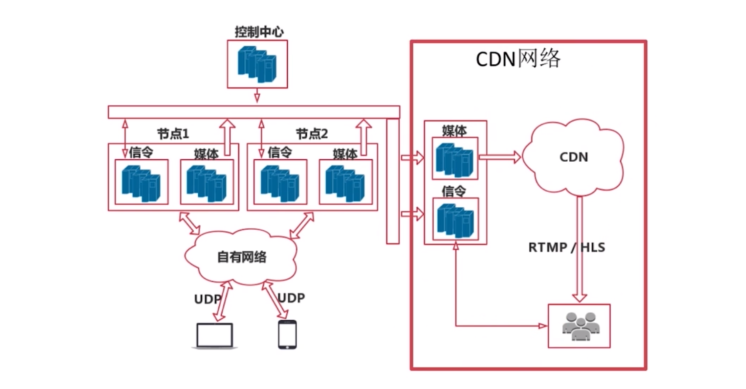 控制中心
CDN网络
节点1
节点2
信令
媒体
信令
媒体
媒体
CDN
信令
自有网络
RTMP / HLS
UDP
UDP